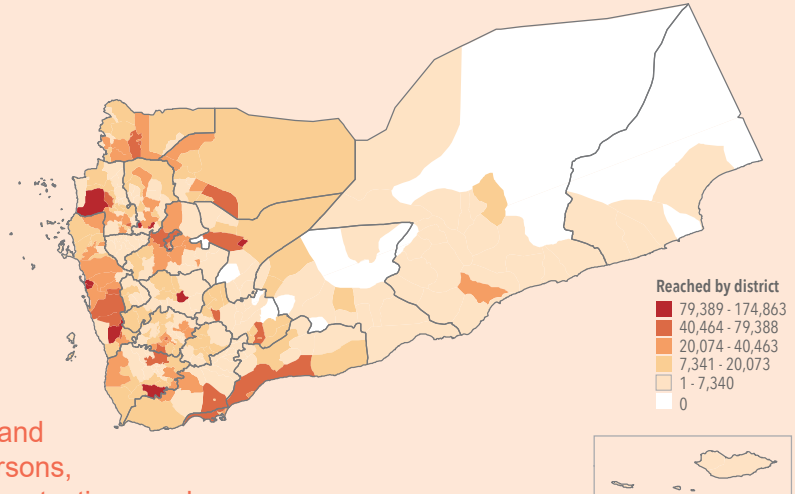 Reached by district
79,389 - 174,863
40,464 - 79,388
20,074 - 40,463
7,341 - 20,073
1 - 7,340
0
and
rsons,